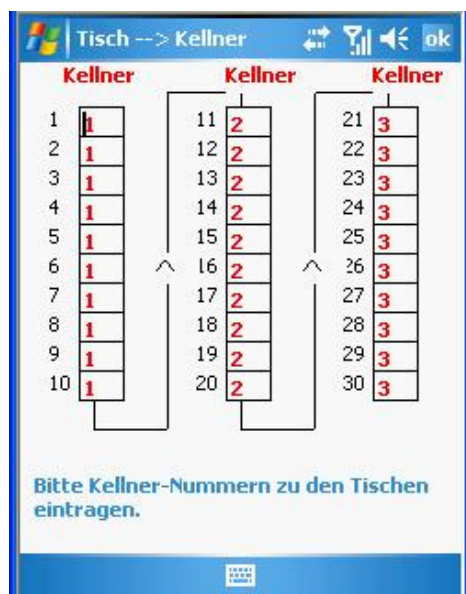 Tisch --> Kellner ok
Kellner Kellner Kellner
1 1 11 2 21 3
2 1 12 2 22 3
3 1 13 2 23 3
4 1 14 2 24 3
5 1 15 2 25 3
6 1 16 2 26 3
7 1 17 2 27 3
8 1 18 2 28 3
9 1 19 2 29 3
10 1 20 2 30 3
Bitte Kellner-Nummern zu den Tischen
eintragen.